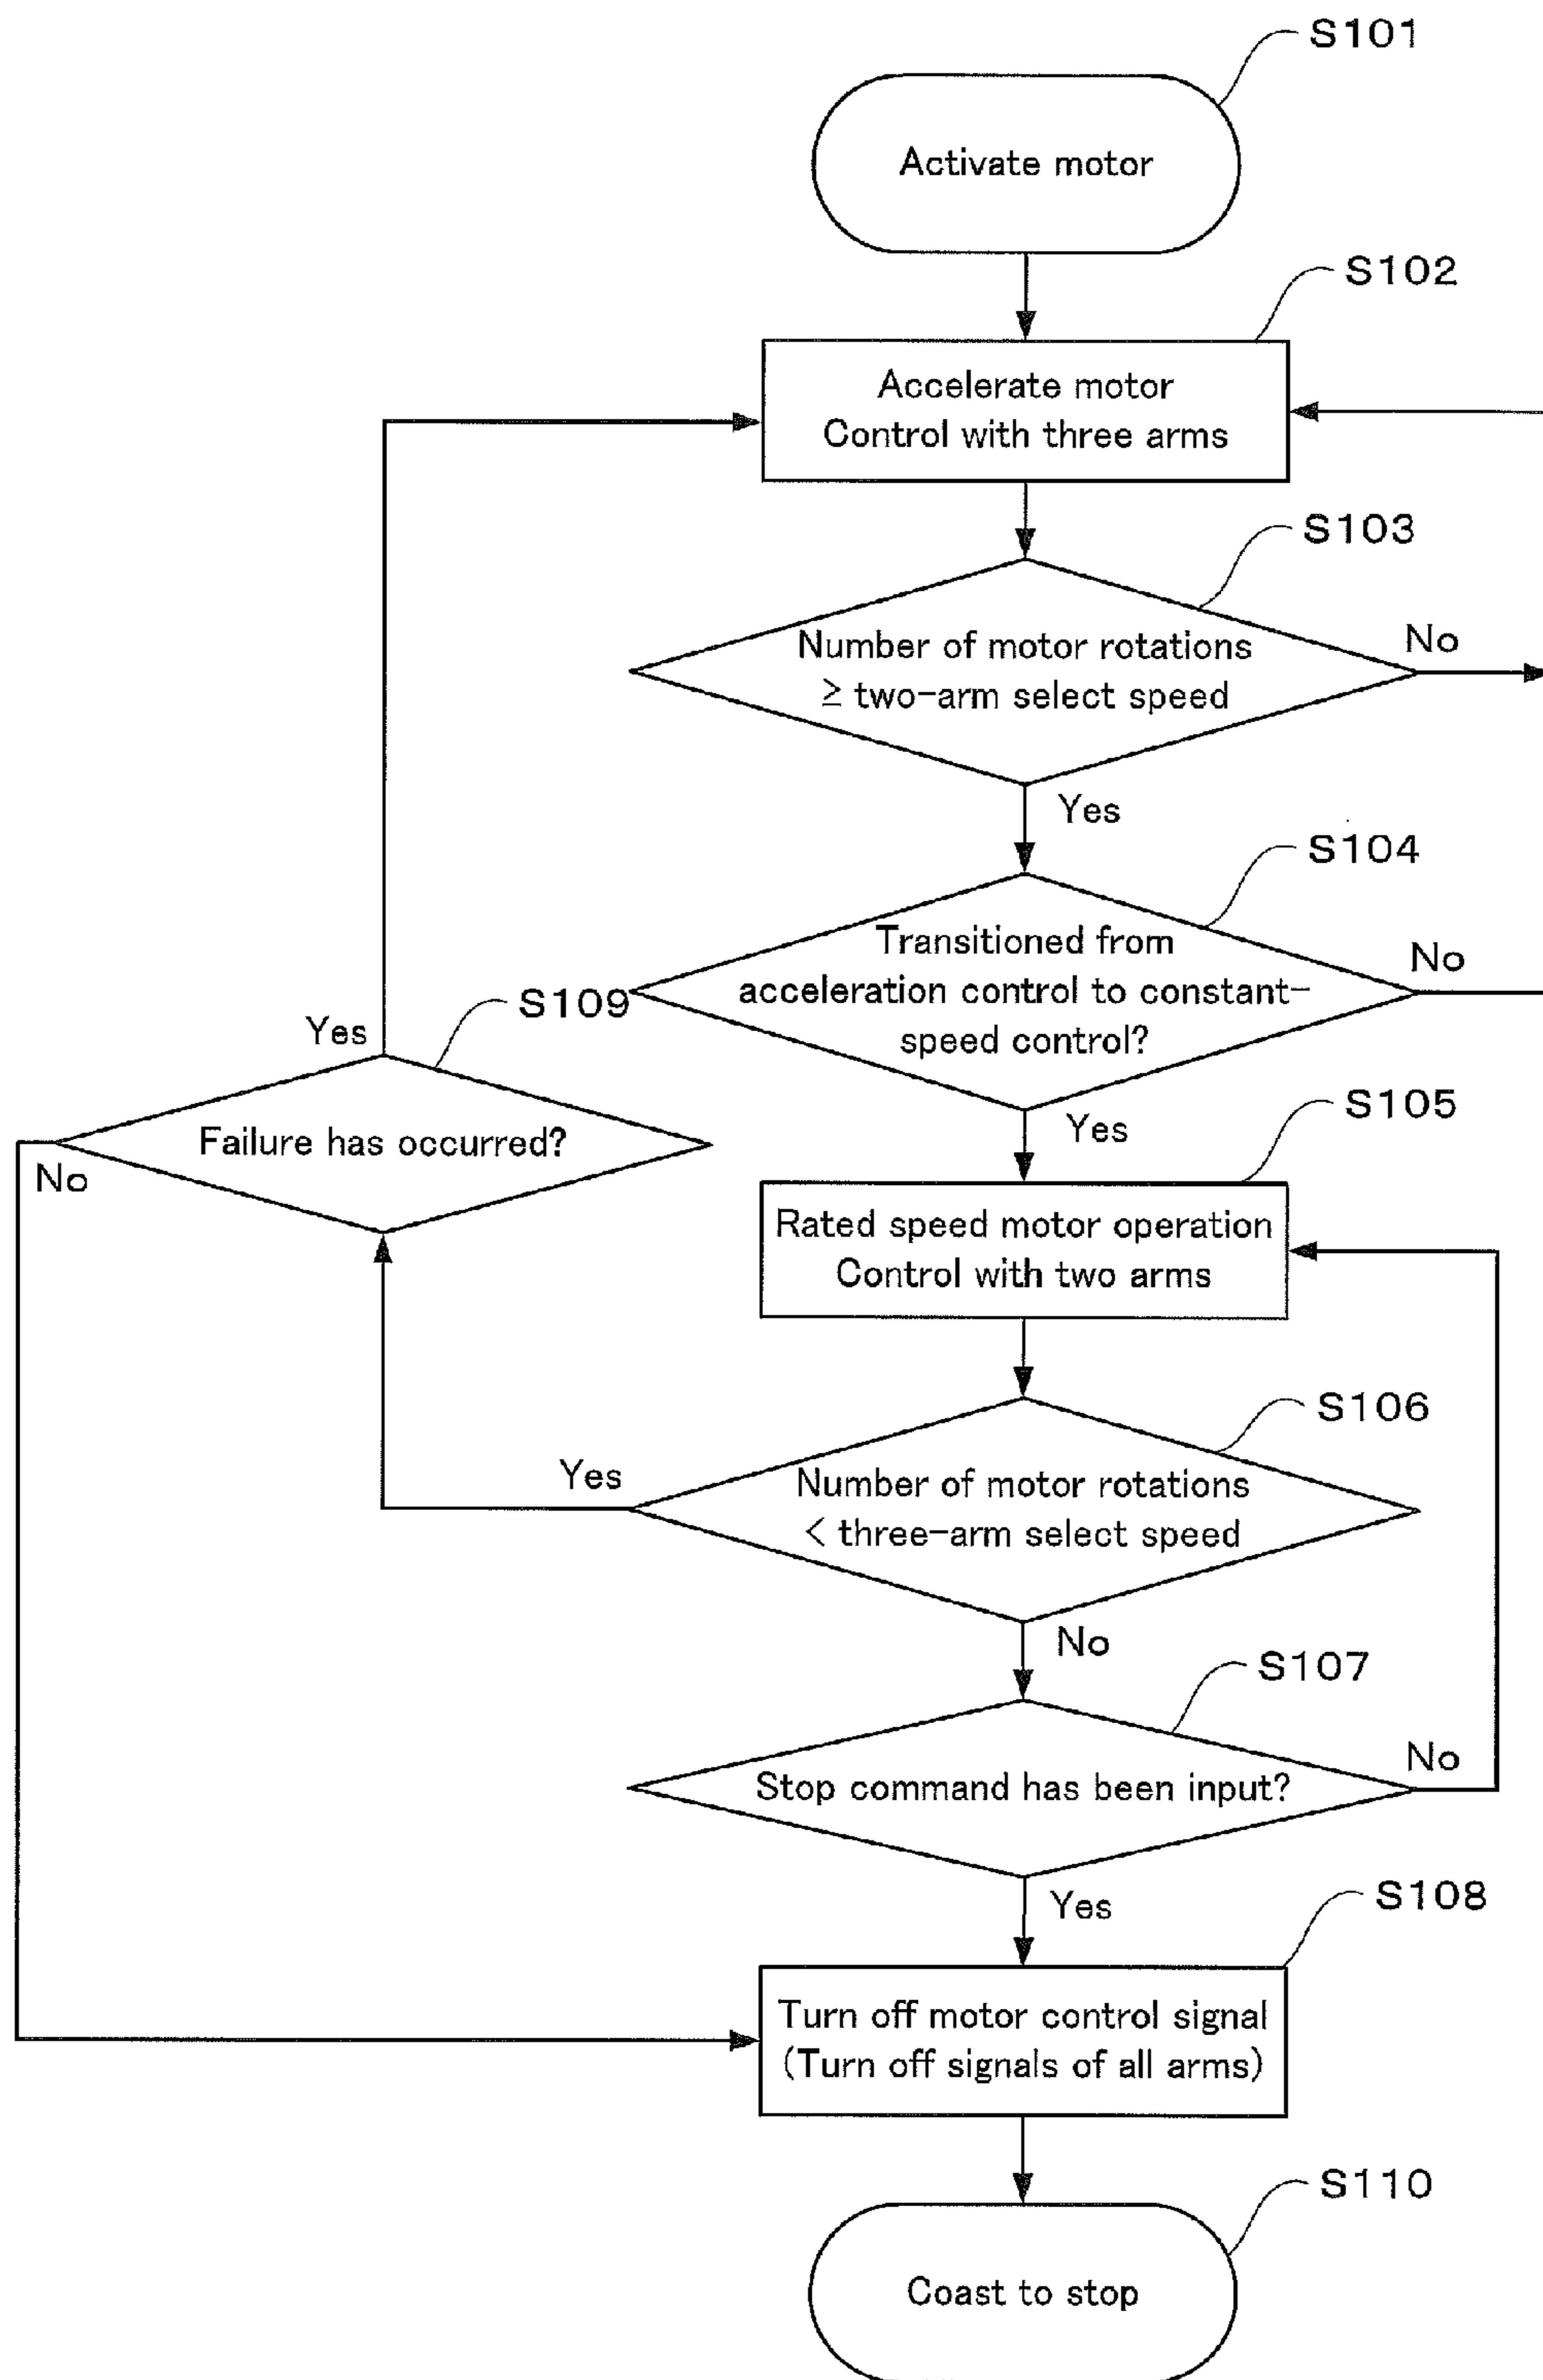 S101
Activate motor
S102
Accelerate motor
Control with three arms
S103
Number of motor rotations
≧ two-arm select speed
No
Yes
S104
Transitioned from
acceleration control to constant-
speed control?
No
Yes
S109
Yes
Failure has occurred?
No
S105
Rated speed motor operation
Control with two arms
S106
Yes
Number of motor rotations
< three-arm select speed
No
S107
Stop command has been input?
No
Yes
S108
Turn off motor control signal
(Turn off signals of all arms)
S110
Coast to stop